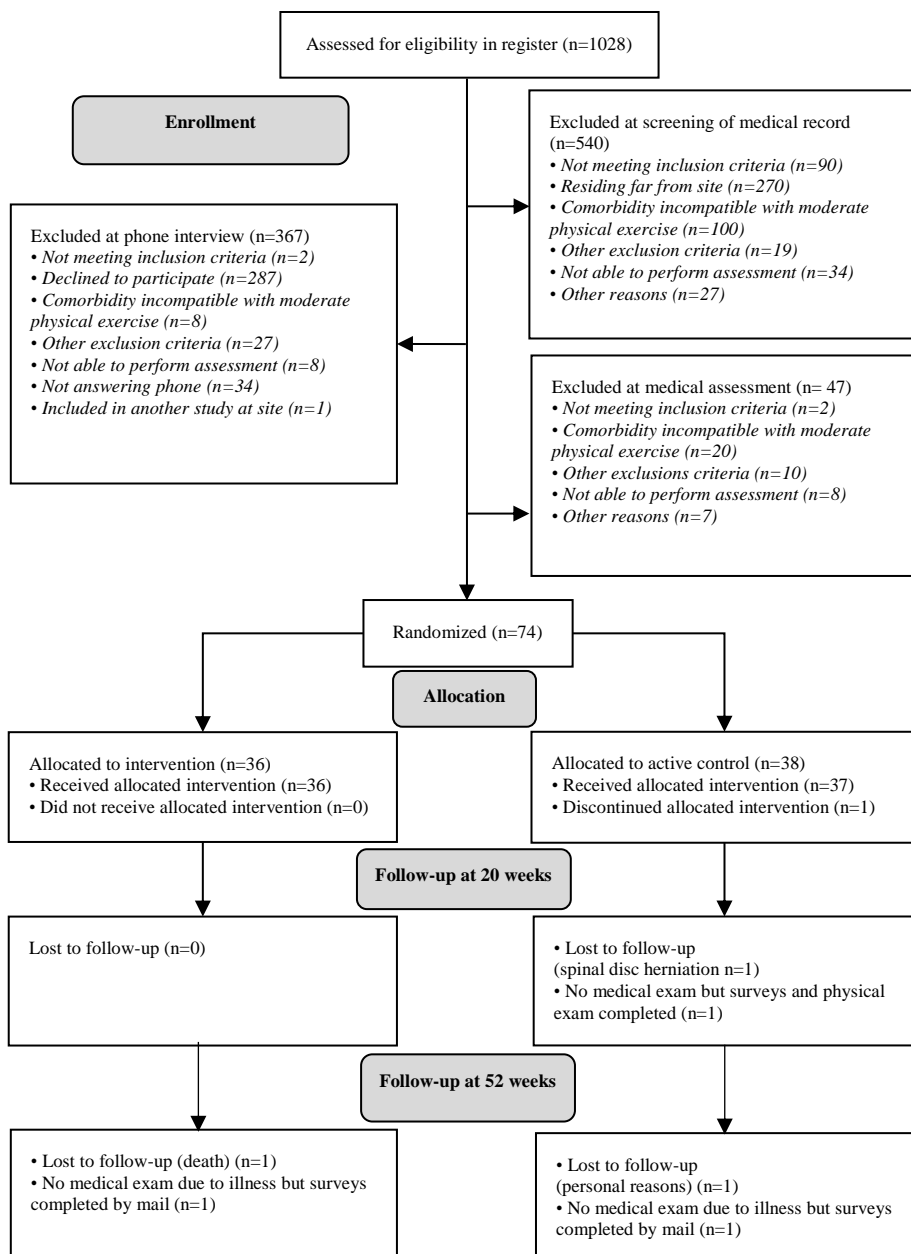 Assessed for eligibility in register (n=1028)
Enrollment
Excluded at screening of medical record
(n=540)
• Not meeting inclusion criteria (n=90)
• Residing far from site (n=270)
• Comorbidity incompatible with moderate
physical exercise (n=100)
• Other exclusion criteria (n=19)
• Not able to perform assessment (n=34)
• Other reasons (n=27)
Excluded at phone interview (n=367)
• Not meeting inclusion criteria (n=2)
• Declined to participate (n=287)
• Comorbidity incompatible with moderate
physical exercise (n=8)
• Other exclusion criteria (n=27)
• Not able to perform assessment (n=8)
• Not answering phone (n=34)
• Included in another study at site (n=1)
Excluded at medical assessment (n= 47)
• Not meeting inclusion criteria (n=2)
• Comorbidity incompatible with moderate
physical exercise (n=20)
• Other exclusions criteria (n=10)
• Not able to perform assessment (n=8)
• Other reasons (n=7)
Randomized (n=74)
Allocation
Allocated to intervention (n=36)
• Received allocated intervention (n=36)
• Did not receive allocated intervention (n=0)
Allocated to active control (n=38)
• Received allocated intervention (n=37)
• Discontinued allocated intervention (n=1)
Follow-up at 20 weeks
Lost to follow-up (n=0)
• Lost to follow-up
(spinal disc herniation n=1)
• No medical exam but surveys and physical
exam completed (n=1)
Follow-up at 52 weeks
• Lost to follow-up (death) (n=1)
• No medical exam due to illness but surveys
completed by mail (n=1)
• Lost to follow-up
(personal reasons) (n=1)
• No medical exam due to illness but surveys
completed by mail (n=1)